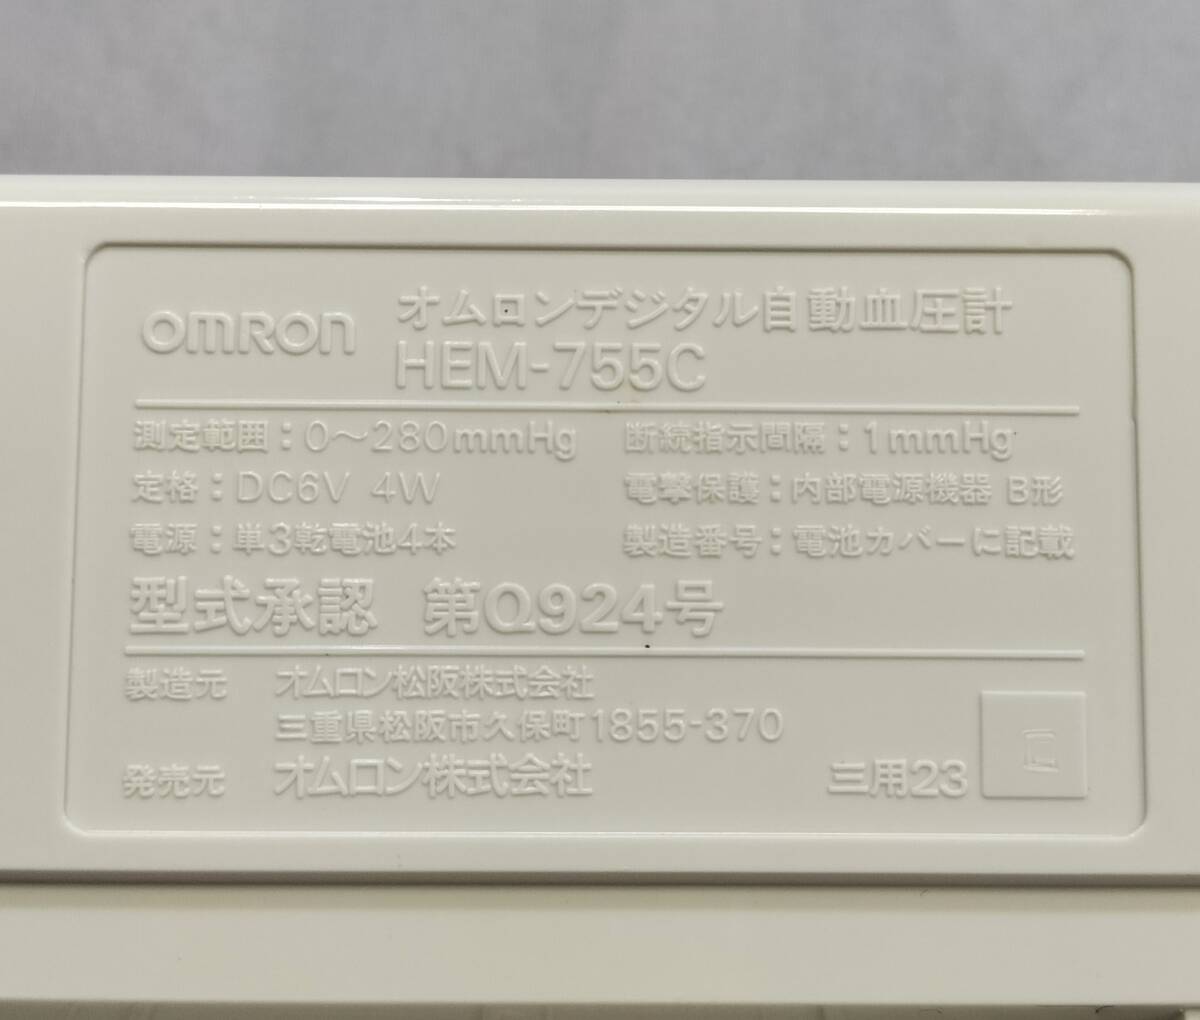 OMRON オムロンデジタル自動血圧計
HEM-755C
測定範囲：0～280mmHg 断続指示間隔：1mmHg
定格：DC6V 4W 電撃保護：内部電源機器 B形
電源：単3乾電池4本 製造番号：電池カバーに記載
型式承認 第Q924号
製造元 オムロン松阪株式会社
三重県松阪市久保町1855-370
発売元 オムロン株式会社 三用23